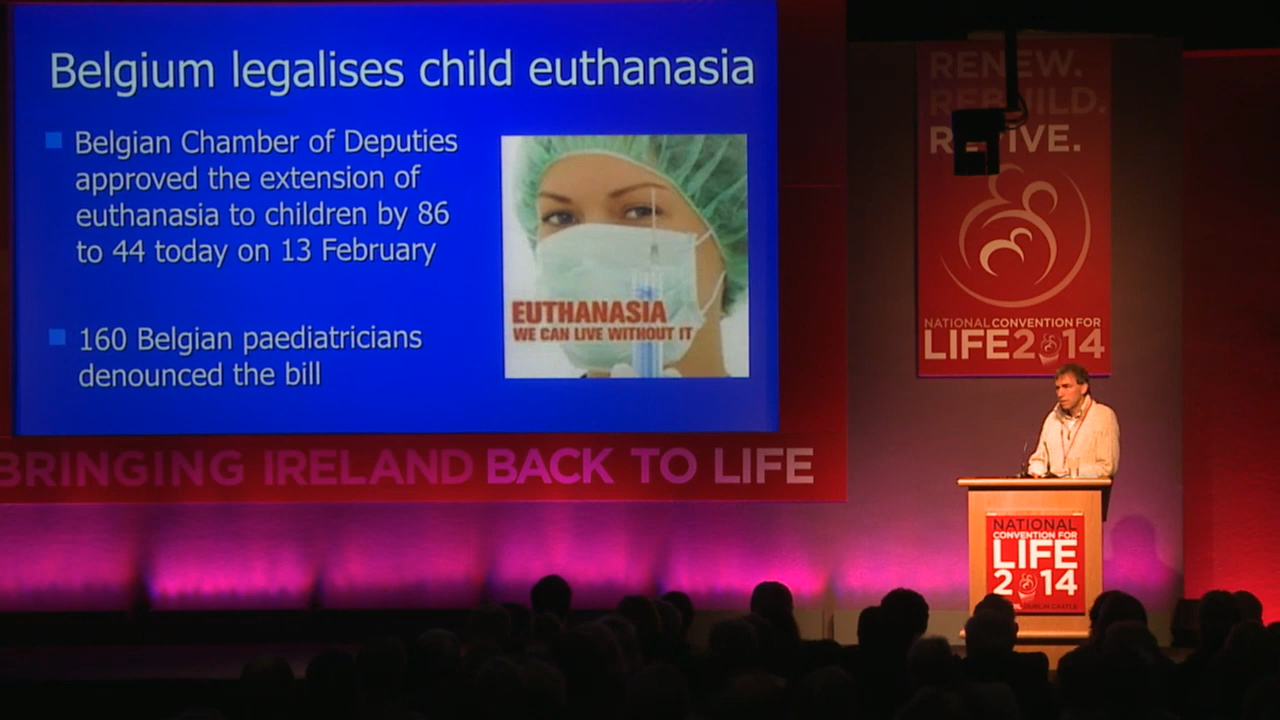 Belgium legalises child euthanasia
Belgian Chamber of Deputies
approved the extension of
euthanasia to children by 86
to 44 today on 13 February
160 Belgian paediatricians
denounced the bill
EUTHANASIA
WE CAN LIVE WITHOUT IT
BRINGING IRELAND BACK TO LIFE
RENEW.
REBUILD.
REVIVE.
NATIONAL CONVENTION FOR
LIFE2014
NATIONAL
CONVENTION FOR
LIFE
2014
DUBLIN CASTLE